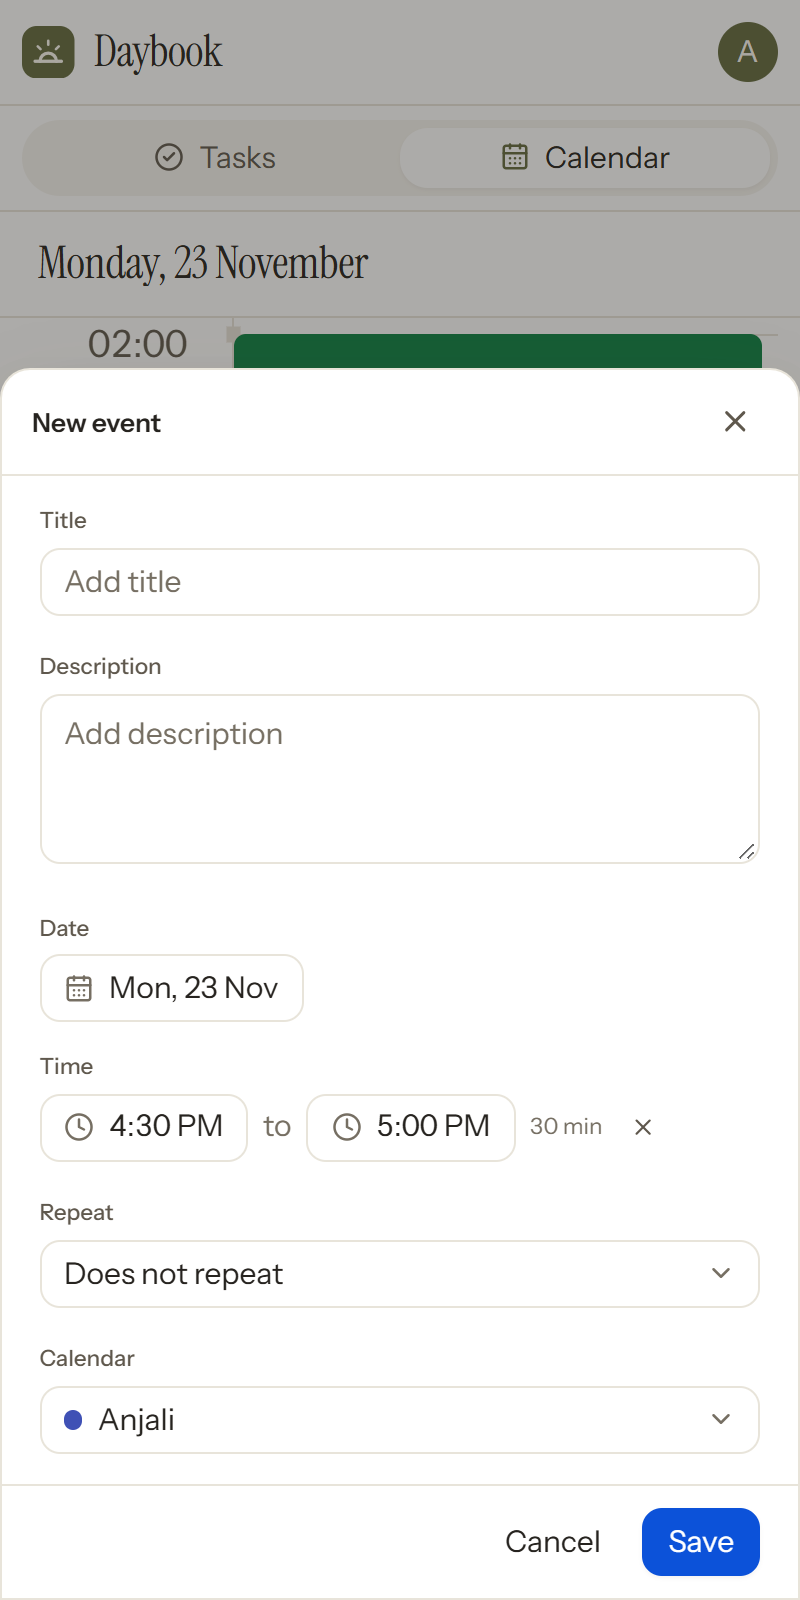 Daybook
A
Tasks
Calendar
Monday, 23 November
02:00
New event
Title
Add title
Description
Add description
Date
Mon, 23 Nov
Time
4:30 PM to 5:00 PM 30 min
Repeat
Does not repeat
Calendar
Anjali
Cancel
Save